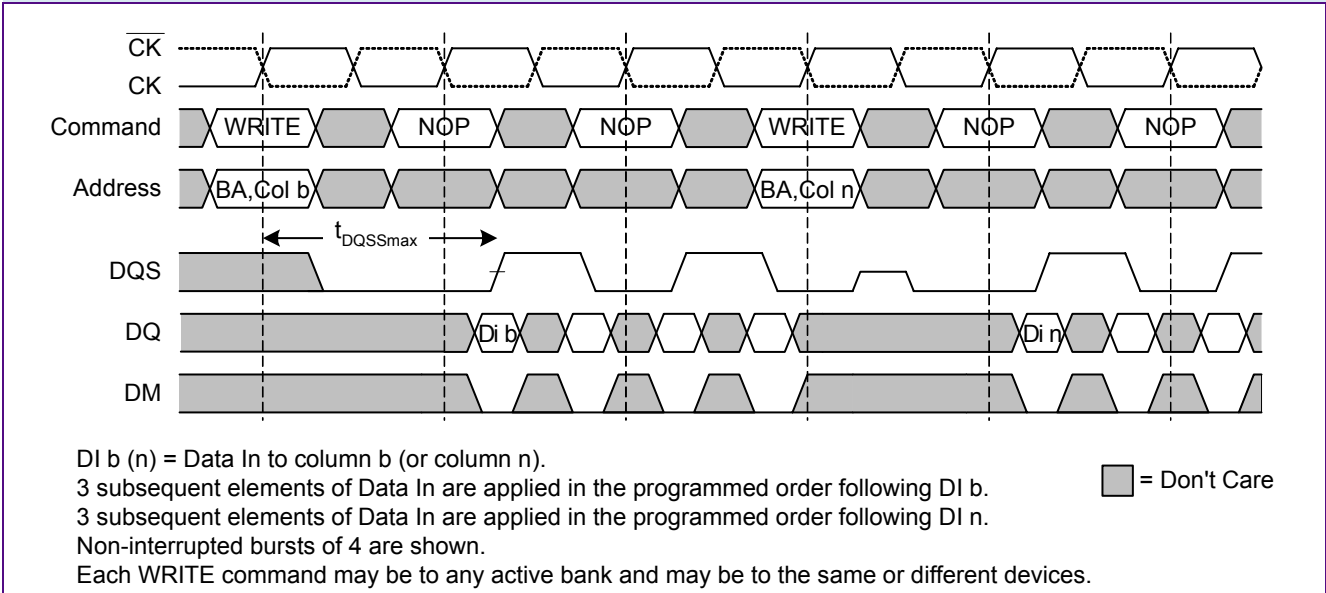 CK
CK
Command WRITE NOP NOP WRITE NOP NOP
Address BA,Col b BA,Col n
tDQSSmax
DQS
DQ Di b Di n
DM
DI b (n) = Data In to column b (or column n).
3 subsequent elements of Data In are applied in the programmed order following DI b.
3 subsequent elements of Data In are applied in the programmed order following DI n.
Non-interrupted bursts of 4 are shown.
Each WRITE command may be to any active bank and may be to the same or different devices.
= Don't Care